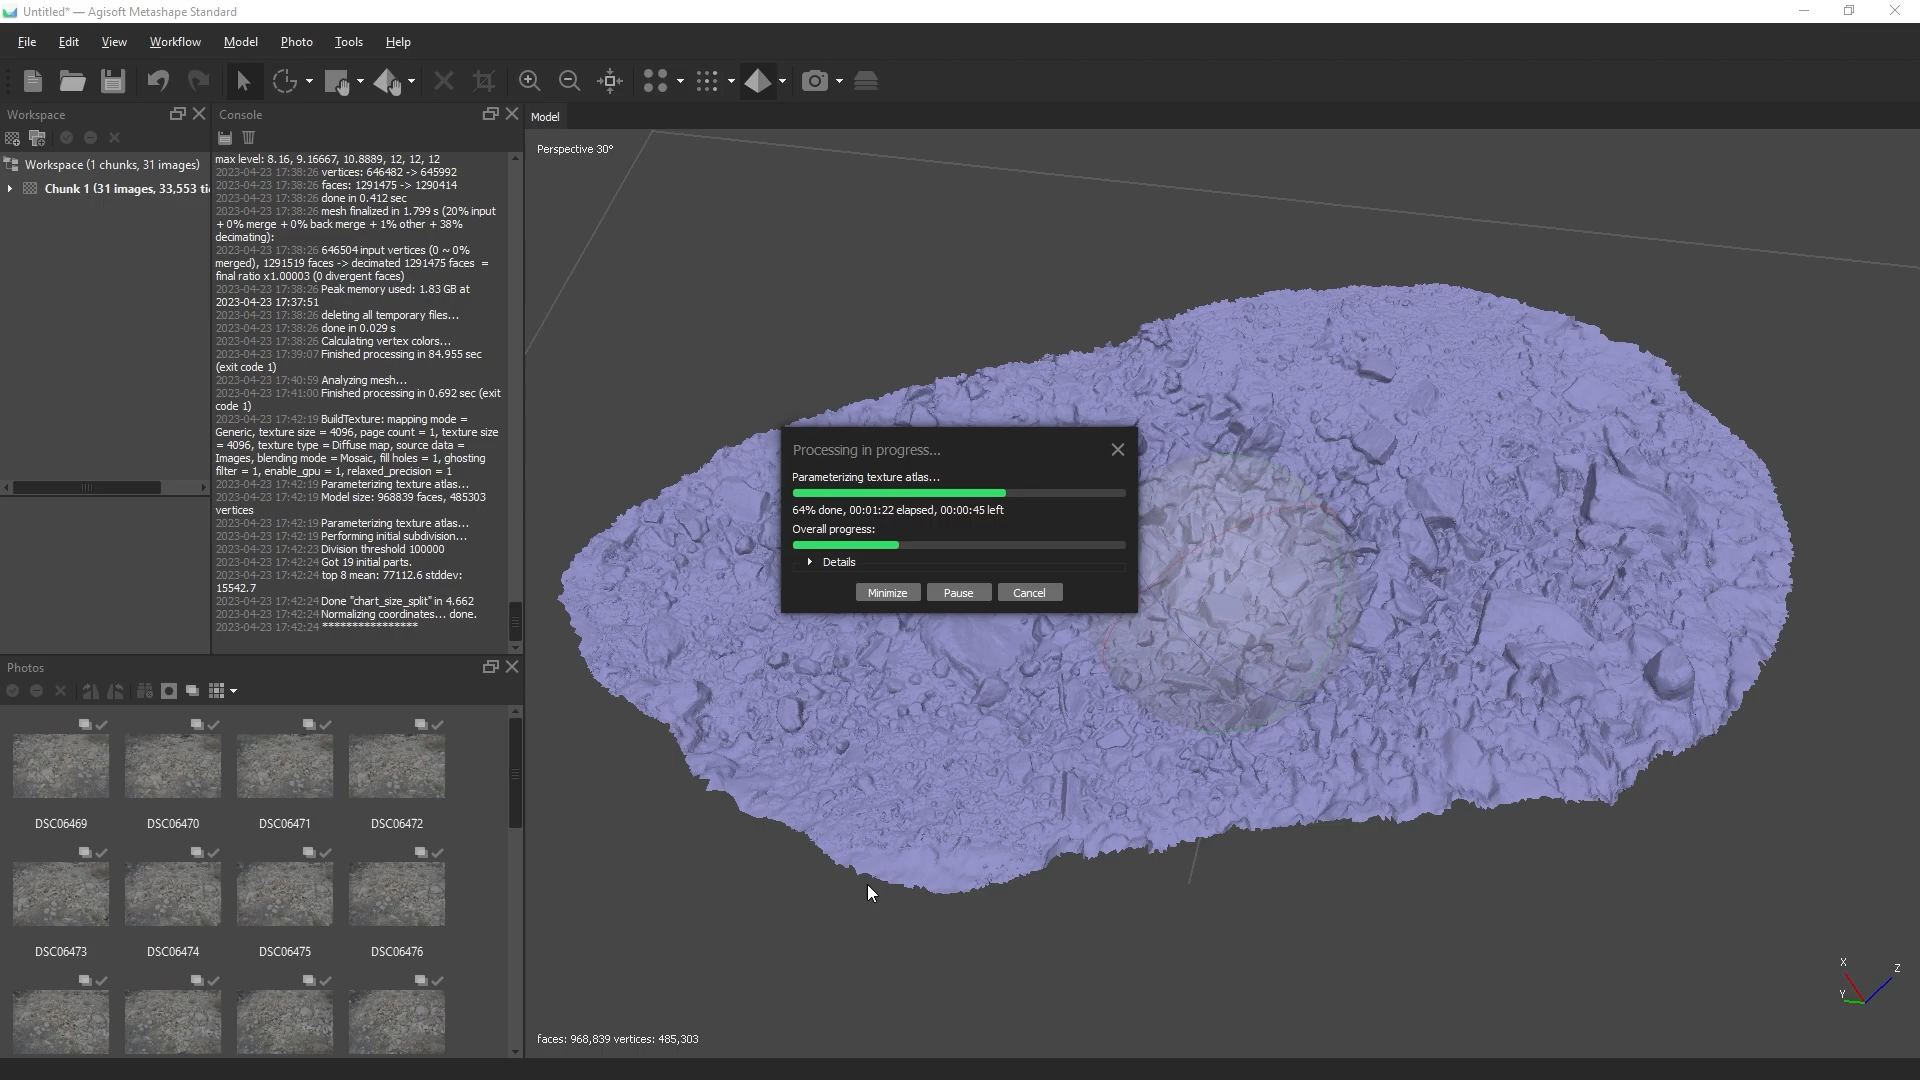 Untitled* — Agisoft Metashape Standard
File Edit View Workflow Model Photo Tools Help
Workspace
Workspace (1 chunks, 31 images)
Chunk 1 (31 images, 33,553 ti
Console
max level: 8.16, 9.16667, 10.8889, 12, 12, 12
2023-04-23 17:38:26 vertices: 646482 -> 645992
2023-04-23 17:38:26 faces: 1291475 -> 1290414
2023-04-23 17:38:26 done in 0.412 sec
2023-04-23 17:38:26 mesh finalized in 1.799 s (20% input
+ 0% merge + 0% back merge + 1% other + 38%
decimating):
2023-04-23 17:38:26 646504 input vertices (0 ~ 0%
merged), 1291519 faces -> decimated 1291475 faces =
final ratio x1.00003 (0 divergent faces)
2023-04-23 17:38:26 Peak memory used: 1.83 GB at
2023-04-23 17:37:51
2023-04-23 17:38:26 deleting all temporary files...
2023-04-23 17:38:26 done in 0.029 s
2023-04-23 17:38:26 Calculating vertex colors...
2023-04-23 17:39:07 Finished processing in 84.955 sec
(exit code 1)
2023-04-23 17:40:59 Analyzing mesh...
2023-04-23 17:41:00 Finished processing in 0.692 sec (exit
code 1)
2023-04-23 17:42:19 BuildTexture: mapping mode =
Generic, texture size = 4096, page count = 1, texture size
= 4096, texture type = Diffuse map, source data =
Images, blending mode = Mosaic, fill holes = 1, ghosting
filter = 1, enable_gpu = 1, relaxed_precision = 1
2023-04-23 17:42:19 Parameterizing texture atlas...
2023-04-23 17:42:19 Model size: 968839 faces, 485303
vertices
2023-04-23 17:42:19 Parameterizing texture atlas...
2023-04-23 17:42:19 Performing initial subdivision...
2023-04-23 17:42:23 Division threshold 100000
2023-04-23 17:42:24 Got 19 initial parts.
2023-04-23 17:42:24 top 8 mean: 77112.6 stddev:
15542.7
2023-04-23 17:42:24 Done "chart_size_split" in 4.662
2023-04-23 17:42:24 Normalizing coordinates... done.
2023-04-23 17:42:24 ****************
Photos
DSC06469 DSC06470 DSC06471 DSC06472
DSC06473 DSC06474 DSC06475 DSC06476
Model
Perspective 30°
Processing in progress...
Parameterizing texture atlas...
64% done, 00:01:22 elapsed, 00:00:45 left
Overall progress:
Details
Minimize Pause Cancel
X
Z
Y
faces: 968,839 vertices: 485,303